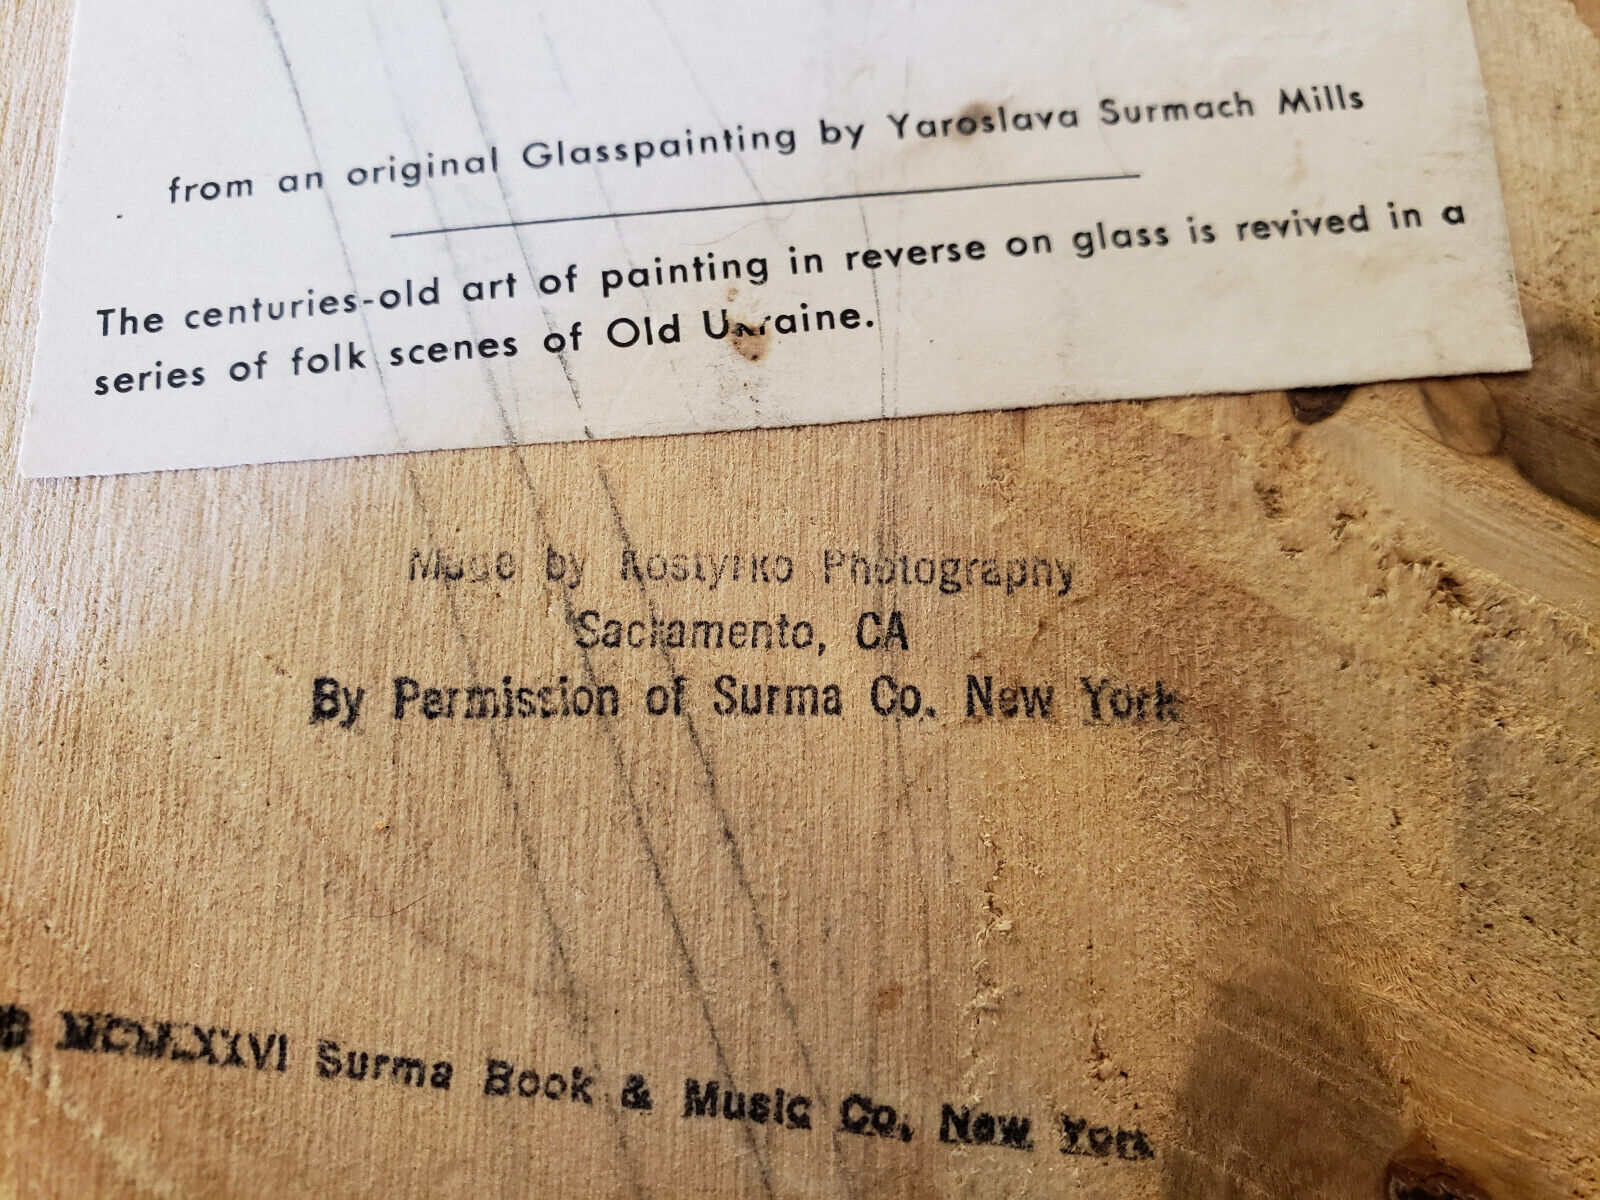 from an original Glasspainting by Yaroslava Surmach Mills
The centuries-old art of painting in reverse on glass is revived in a
series of folk scenes of Old Ukraine.
Made by Kostyrko Photography
Sacramento, CA
By Permission of Surma Co. New York
MCMLXXVI Surma Book & Music Co. New York